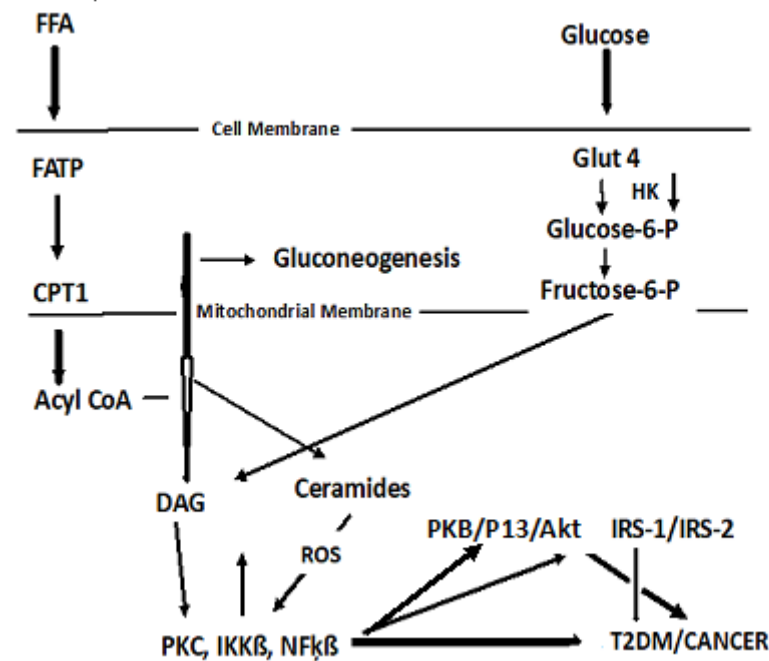 FFA
Glucose
Cell Membrane
FATP
Glut 4
HK
Glucose-6-P
Gluconeogenesis
CPT1
Fructose-6-P
Mitochondrial Membrane
Acyl CoA
DAG
Ceramides
PKB/P13/Akt
IRS-1/IRS-2
ROS
PKC, IKKß, NFķß
T2DM/CANCER